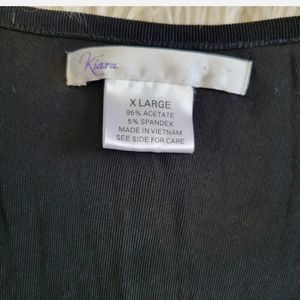 Kiara
X LARGE
95% ACETATE
5% SPANDEX
MADE IN VIETNAM
SEE SIDE FOR CARE